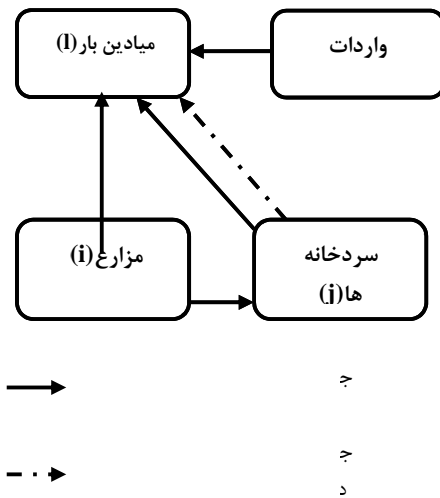 میادین بار(l)
واردات
مزارع(i)
سردخانه
ها(j)
ج
ج
د